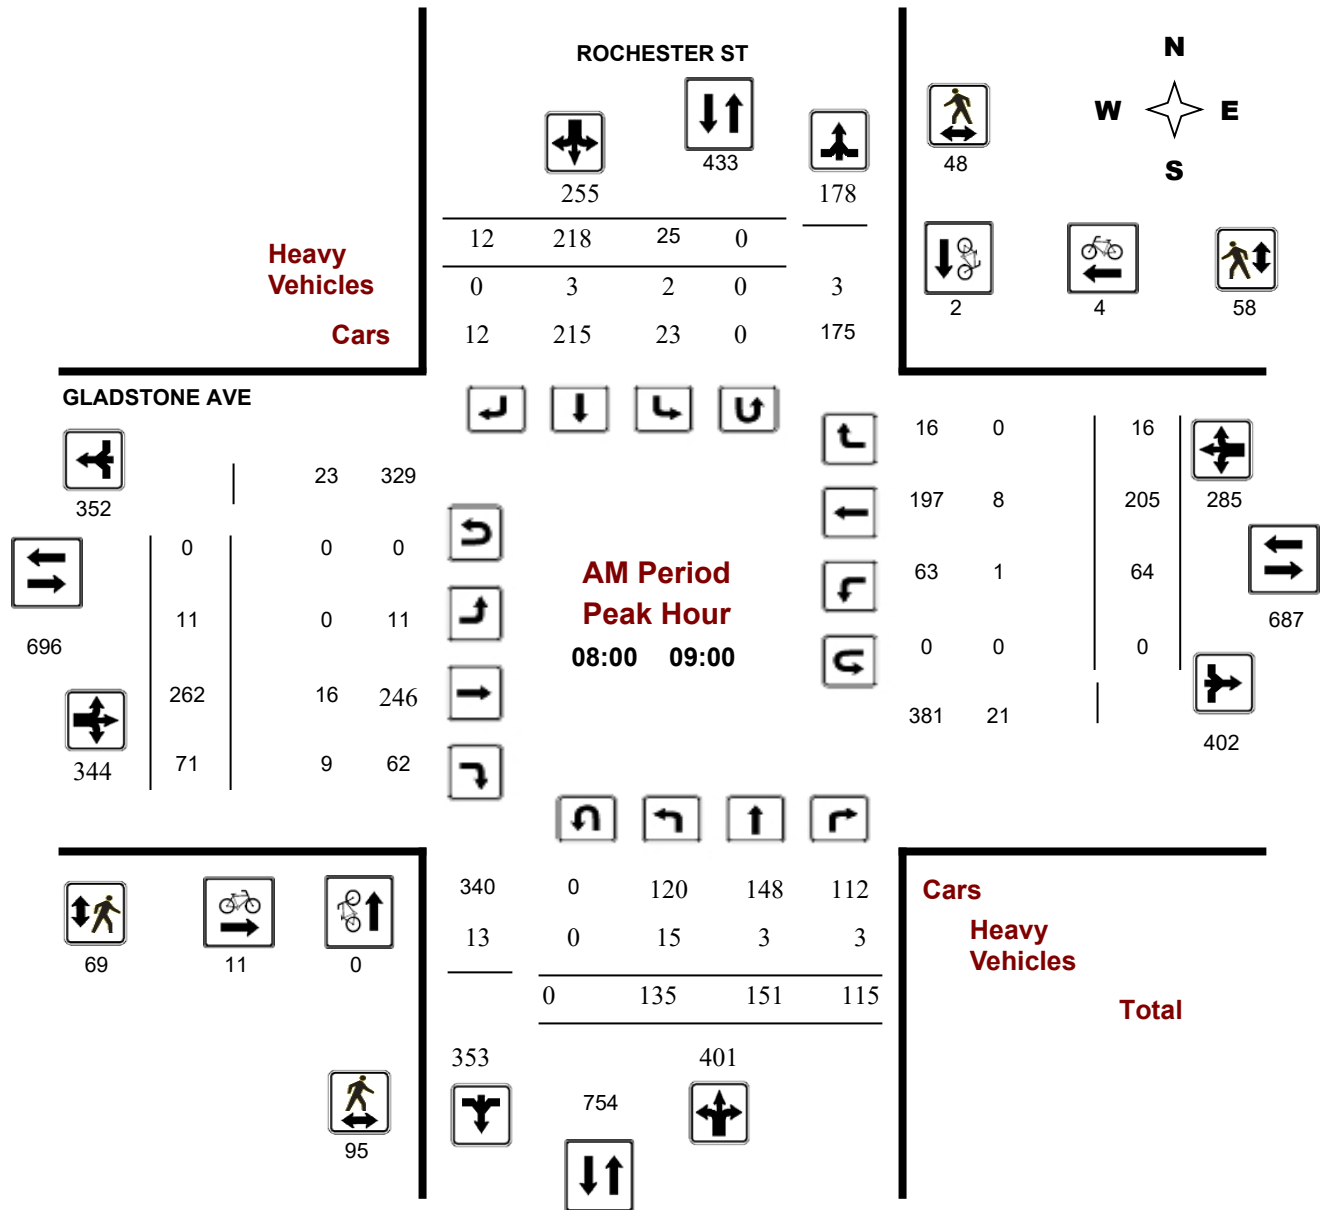 ROCHESTER ST
N
W E
S
433
48
255
178
12 218 25 0
Heavy
Vehicles
0 3 2 0 3
2 4 58
Cars
12 215 23 0 175
GLADSTONE AVE
16 0 16
352
23 329
197 8 205 285
0 0 0
AM Period
Peak Hour
63 1 64
11 0 11
687
696
08:00 09:00
0 0 0
262 16 246
381 21
402
344
71 9 62
340 0 120 148 112
Cars
13 0 15 3 3
Heavy
Vehicles
69 11 0
0 135 151 115
Total
353 401
754
95